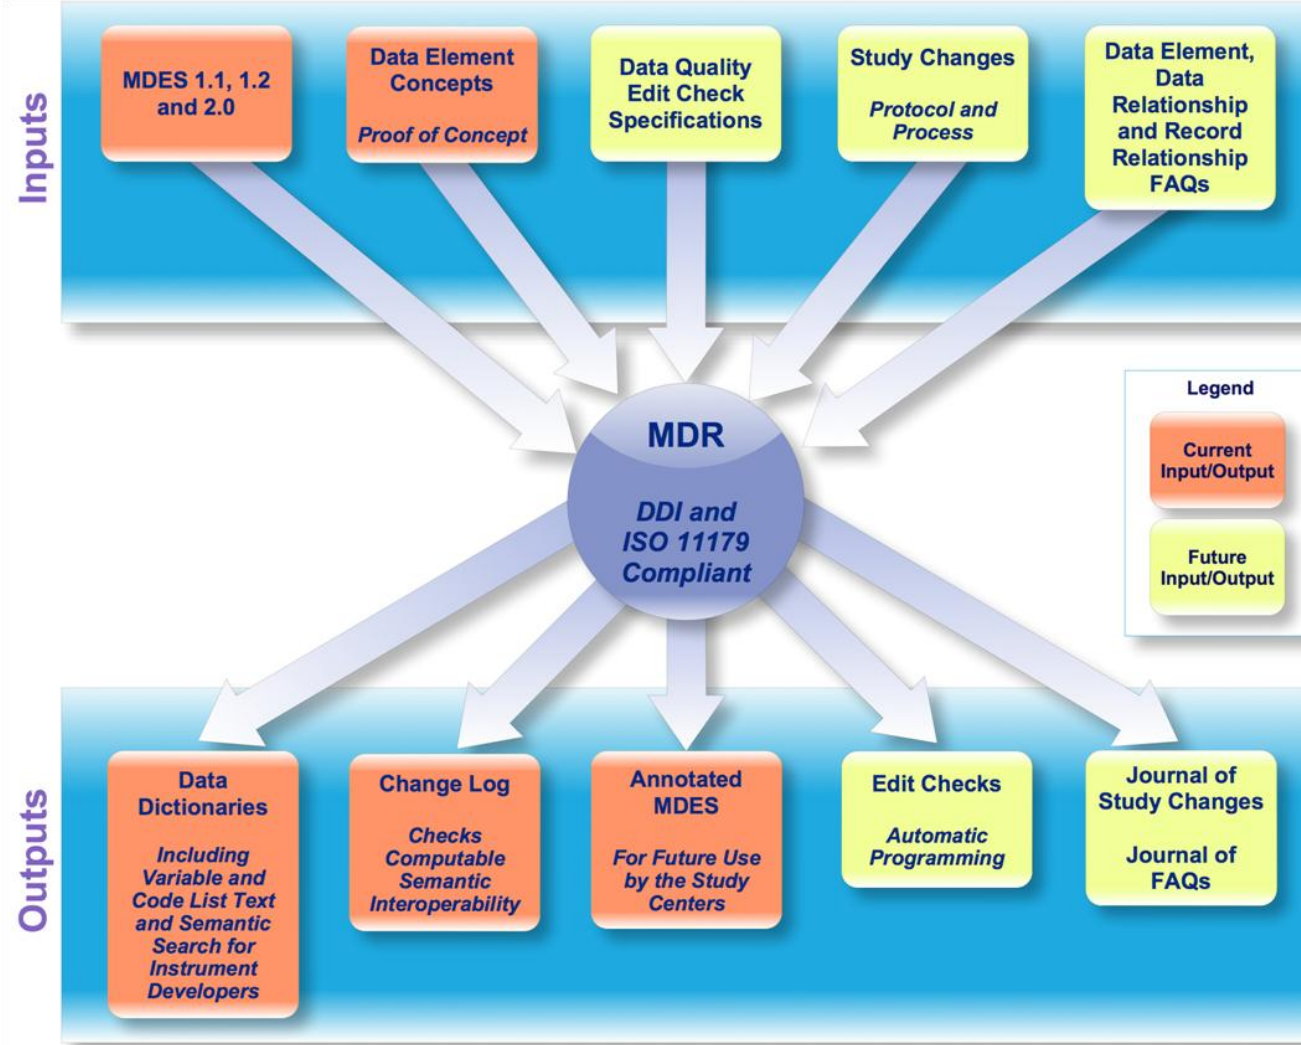 Inputs
MDES 1.1, 1.2
and 2.0
Data Element
Concepts
Proof of Concept
Data Quality
Edit Check
Specifications
Study Changes
Protocol and
Process
Data Element,
Data
Relationship
and Record
Relationship
FAQs
MDR
DDI and
ISO 11179
Compliant
Legend
Current
Input/Output
Future
Input/Output
Outputs
Data
Dictionaries
Including
Variable and
Code List Text
and Semantic
Search for
Instrument
Developers
Change Log
Checks
Computable
Semantic
Interoperability
Annotated
MDES
For Future Use
by the Study
Centers
Edit Checks
Automatic
Programming
Journal of
Study Changes
Journal of
FAQs